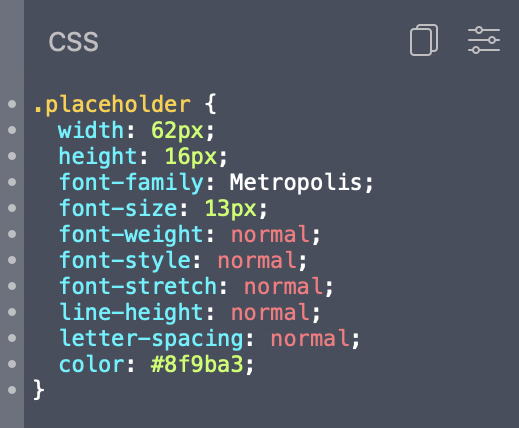 CSS
.placeholder {
  width: 62px;
  height: 16px;
  font-family: Metropolis;
  font-size: 13px;
  font-weight: normal;
  font-style: normal;
  font-stretch: normal;
  line-height: normal;
  letter-spacing: normal;
  color: #8f9ba3;
}